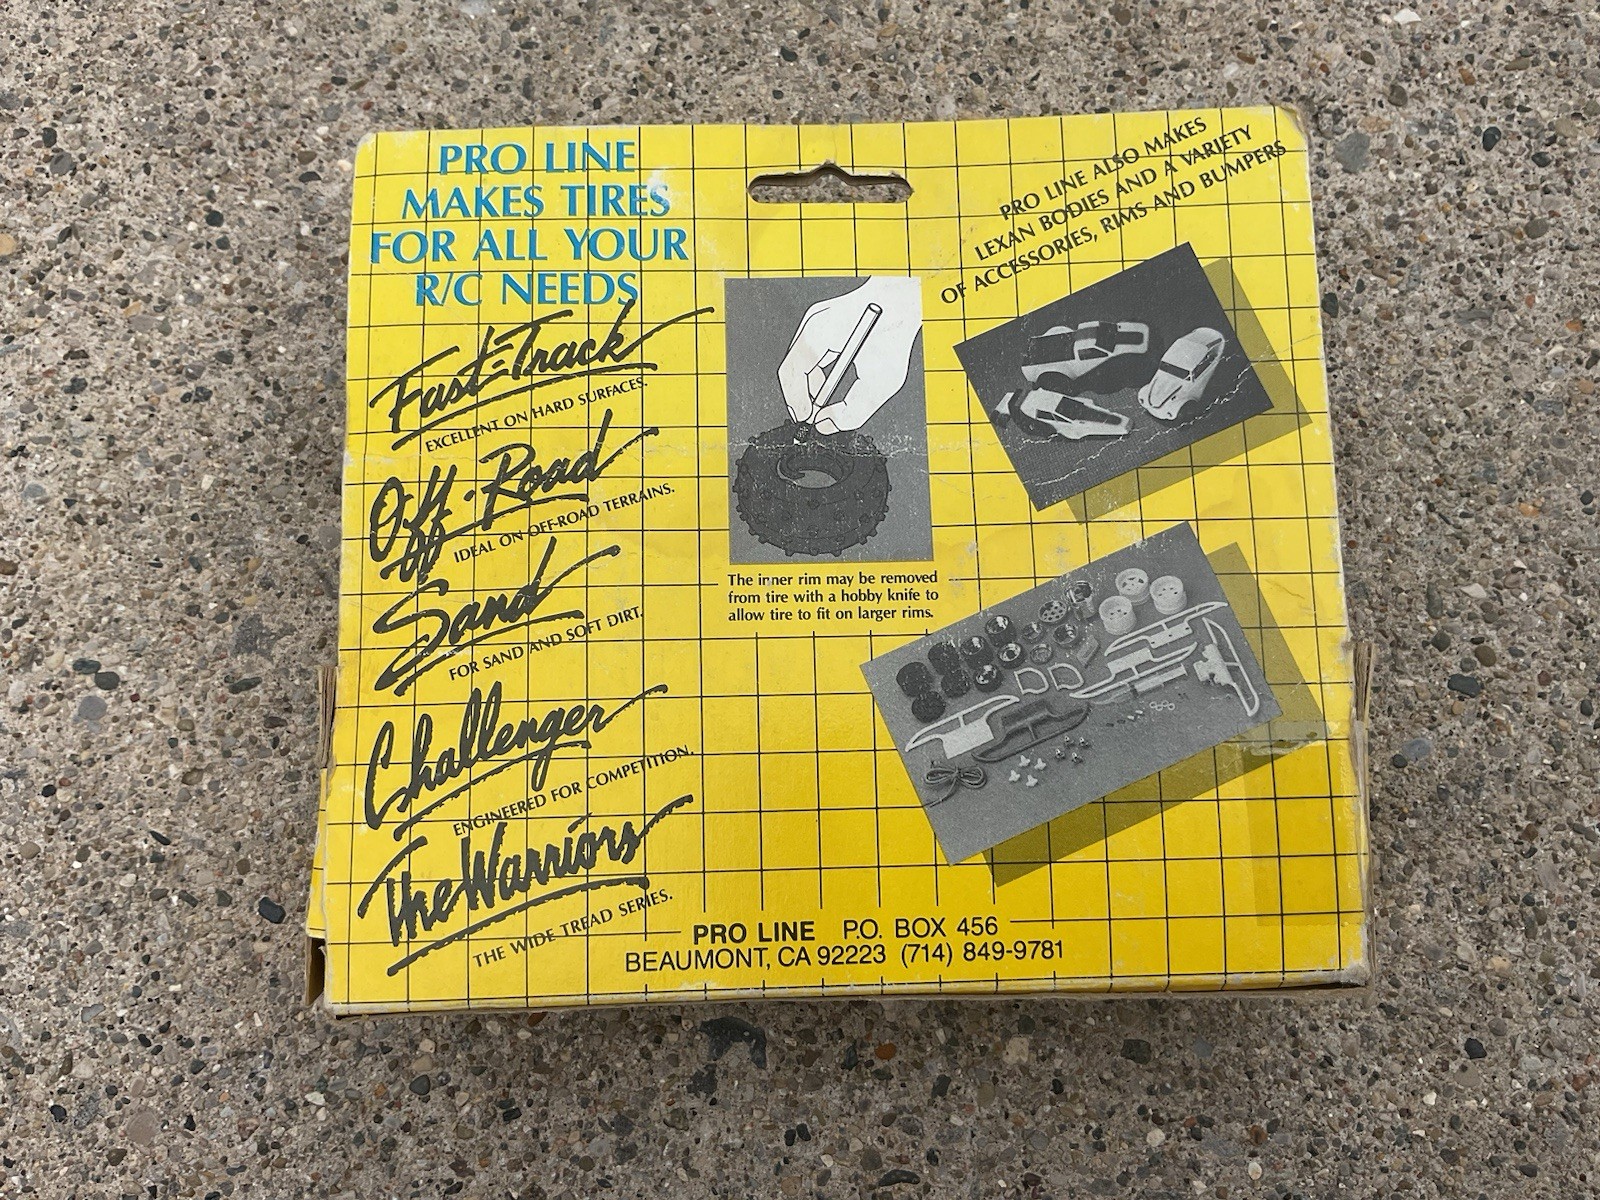 PRO LINE
MAKES TIRES
FOR ALL YOUR
R/C NEEDS
Fast-Track
EXCELLENT ON HARD SURFACES.
Off-Road
IDEAL ON OFF-ROAD TERRAINS.
Sand
FOR SAND AND SOFT DIRT.
Challenger
ENGINEERED FOR COMPETITION.
The Warriors
THE WIDE TREAD SERIES.
The inner rim may be removed
from tire with a hobby knife to
allow tire to fit on larger rims.
PRO LINE ALSO MAKES
LEXAN BODIES AND A VARIETY
OF ACCESSORIES, RIMS AND BUMPERS
PRO LINE P.O. BOX 456
BEAUMONT, CA 92223 (714) 849-9781